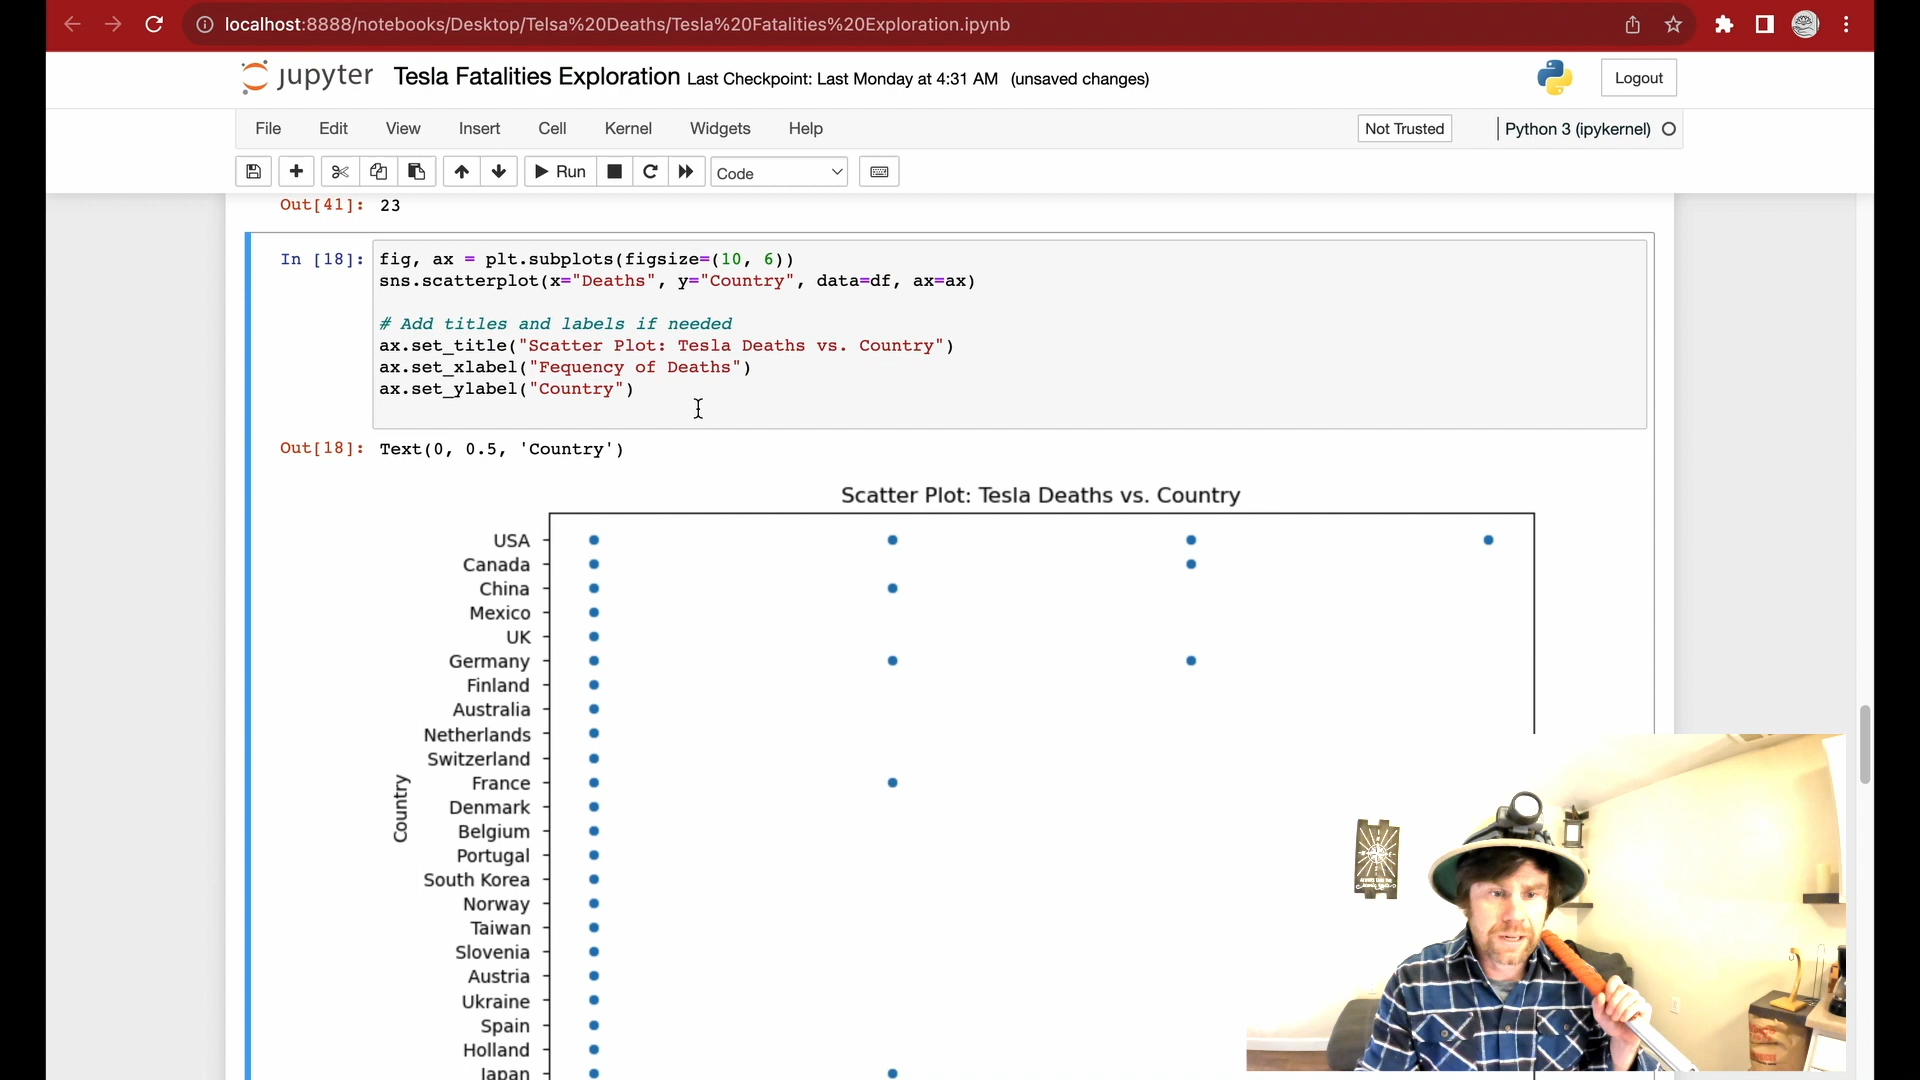 localhost:8888/notebooks/Desktop/Telsa%20Deaths/Tesla%20Fatalities%20Exploration.ipynb
jupyter Tesla Fatalities Exploration Last Checkpoint: Last Monday at 4:31 AM (unsaved changes)
Logout
File Edit View Insert Cell Kernel Widgets Help
Not Trusted
Python 3 (ipykernel)
Run
Code
Out[41]: 23
In [18]: fig, ax = plt.subplots(figsize=(10, 6))
sns.scatterplot(x="Deaths", y="Country", data=df, ax=ax)
# Add titles and labels if needed
ax.set_title("Scatter Plot: Tesla Deaths vs. Country")
ax.set_xlabel("Fequency of Deaths")
ax.set_ylabel("Country")
Out[18]: Text(0, 0.5, 'Country')
Scatter Plot: Tesla Deaths vs. Country
Country
USA
Canada
China
Mexico
UK
Germany
Finland
Australia
Netherlands
Switzerland
France
Denmark
Belgium
Portugal
South Korea
Norway
Taiwan
Slovenia
Austria
Ukraine
Spain
Holland
Japan